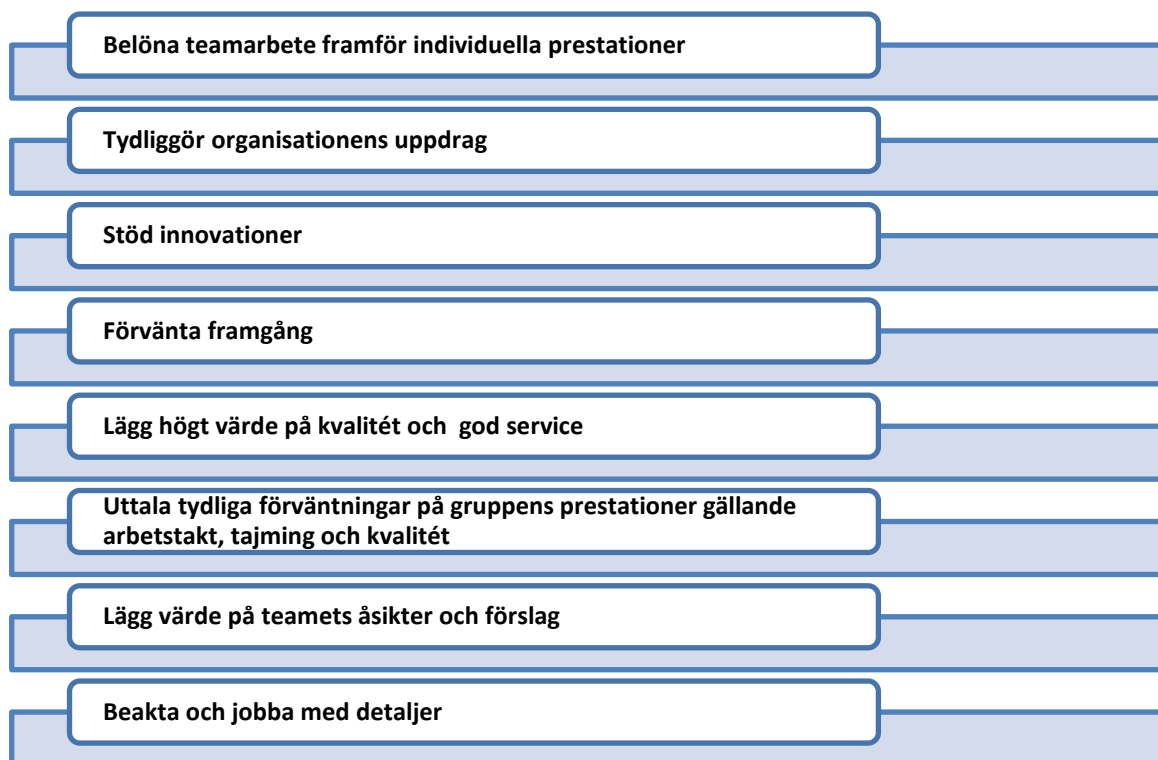 Belöna teamarbete framför individuella prestationer
Tydliggör organisationens uppdrag
Stöd innovationer
Förvänta framgång
Lägg högt värde på kvalitét och  god service
Uttala tydliga förväntningar på gruppens prestationer gällande
arbetstakt, tajming och kvalitét
Lägg värde på teamets åsikter och förslag
Beakta och jobba med detaljer